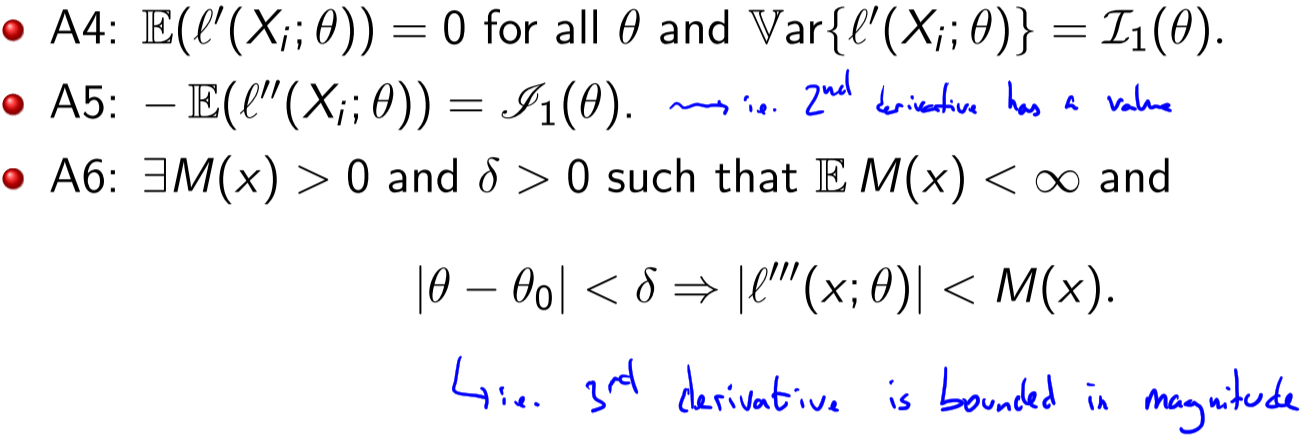 • A4: 𝔼(ℓ′(Xᵢ; θ)) = 0 for all θ and 𝕍ar{ℓ′(Xᵢ; θ)} = ℐ₁(θ).
• A5: − 𝔼(ℓ′′(Xᵢ; θ)) = ℐ₁(θ). ⇝ i.e. 2nd derivative has a value
• A6: ∃M(x) > 0 and δ > 0 such that 𝔼 M(x) < ∞ and
|θ − θ₀| < δ ⇒ |ℓ′′′(x; θ)| < M(x).
↳ i.e. 3rd derivative is bounded in magnitude